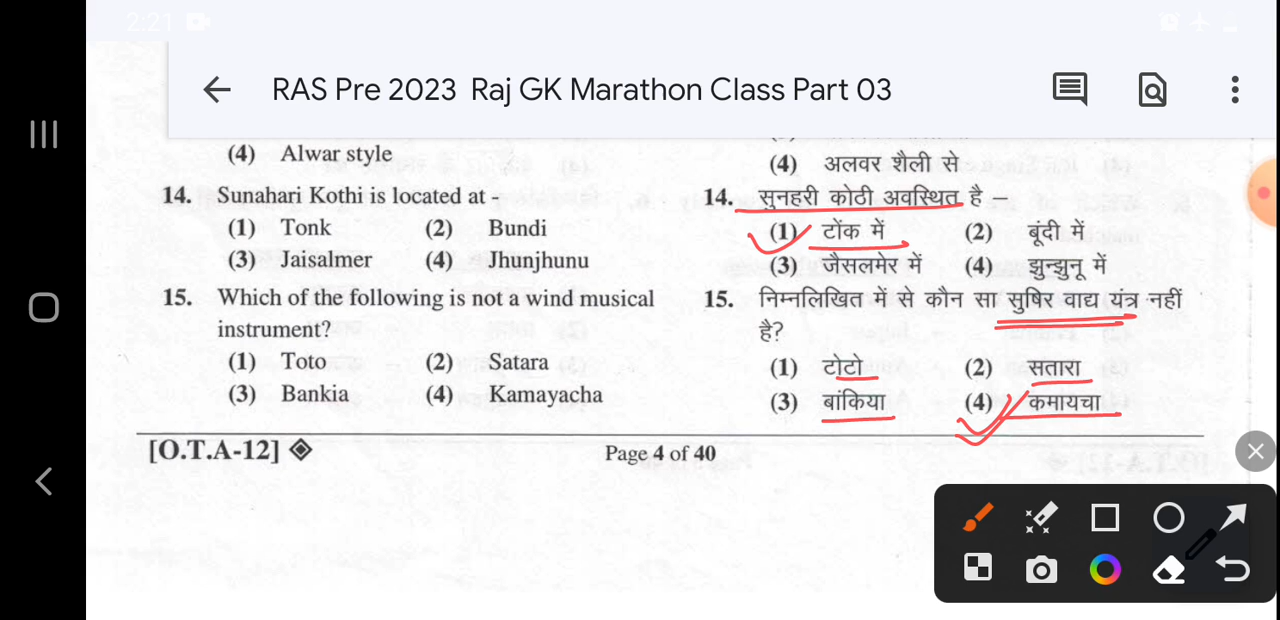 2:21
RAS Pre 2023 Raj GK Marathon Class Part 03
(4) Alwar style
14. Sunahari Kothi is located at -
(1) Tonk (2) Bundi
(3) Jaisalmer (4) Jhunjhunu
15. Which of the following is not a wind musical
instrument?
(1) Toto (2) Satara
(3) Bankia (4) Kamayacha
(4) अलवर शैली से
14. सुनहरी कोठी अवस्थित है –
(1) टोंक में (2) बूंदी में
(3) जैसलमेर में (4) झुन्झुनू में
15. निम्नलिखित में से कौन सा सुषिर वाद्य यंत्र नहीं
है?
(1) टोटो (2) सतारा
(3) बांकिया (4) कमायचा
[O.T.A-12] Page 4 of 40